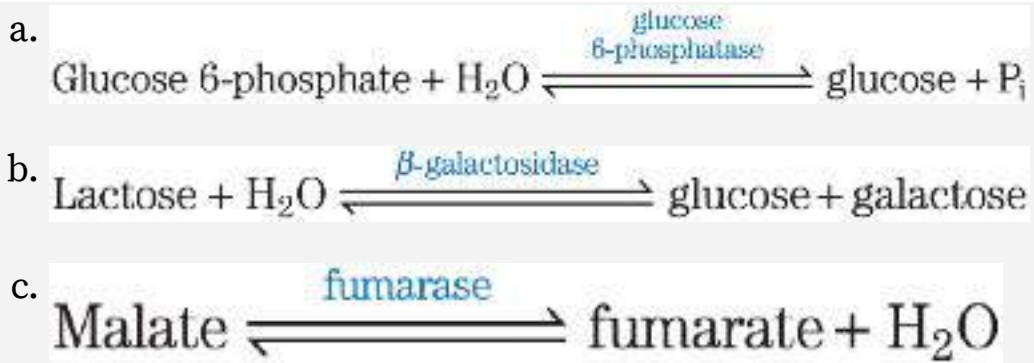 a.
glucose
6-phosphatase
Glucose 6-phosphate + H₂O ⇌ glucose + Pᵢ
b.
β-galactosidase
Lactose + H₂O ⇌ glucose + galactose
c.
fumarase
Malate ⇌ fumarate + H₂O